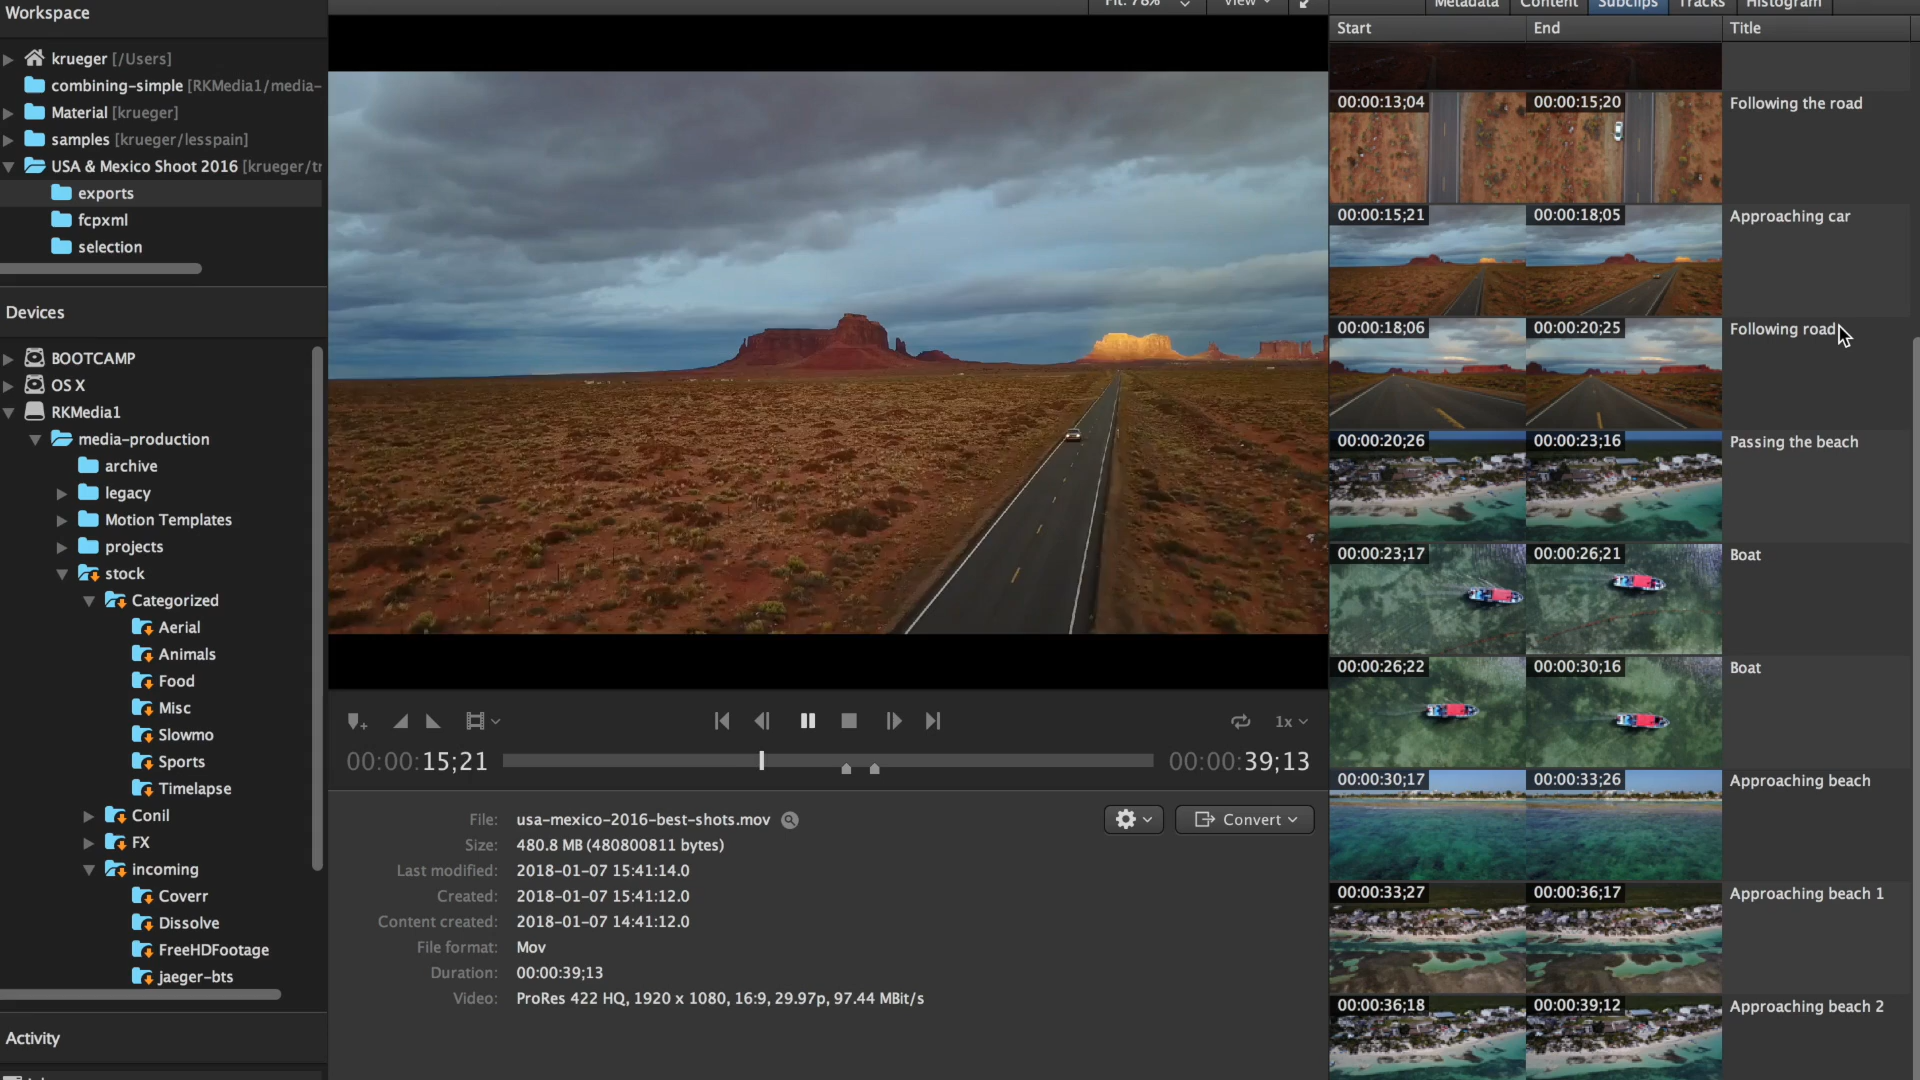 Workspace
krueger [/Users]
combining-simple [RKMedia1/media-
Material [krueger]
samples [krueger/lesspain]
USA & Mexico Shoot 2016 [krueger/tr
exports
fcpxml
selection
Devices
BOOTCAMP
OS X
RKMedia1
media-production
archive
legacy
Motion Templates
projects
stock
Categorized
Aerial
Animals
Food
Misc
Slowmo
Sports
Timelapse
Conil
FX
incoming
Coverr
Dissolve
FreeHDFootage
jaeger-bts
Activity
Fit: 78% View
1x
00:00:15;21 00:00:39;13
File: usa-mexico-2016-best-shots.mov
Convert
Size: 480.8 MB (480800811 bytes)
Last modified: 2018-01-07 15:41:14.0
Created: 2018-01-07 15:41:12.0
Content created: 2018-01-07 14:41:12.0
File format: Mov
Duration: 00:00:39;13
Video: ProRes 422 HQ, 1920 x 1080, 16:9, 29.97p, 97.44 MBit/s
Metadata Content Subclips Tracks Histogram
Start End Title
00:00:13;04 00:00:15;20 Following the road
00:00:15;21 00:00:18;05 Approaching car
00:00:18;06 00:00:20;25 Following road
00:00:20;26 00:00:23;16 Passing the beach
00:00:23;17 00:00:26;21 Boat
00:00:26;22 00:00:30;16 Boat
00:00:30;17 00:00:33;26 Approaching beach
00:00:33;27 00:00:36;17 Approaching beach 1
00:00:36;18 00:00:39;12 Approaching beach 2